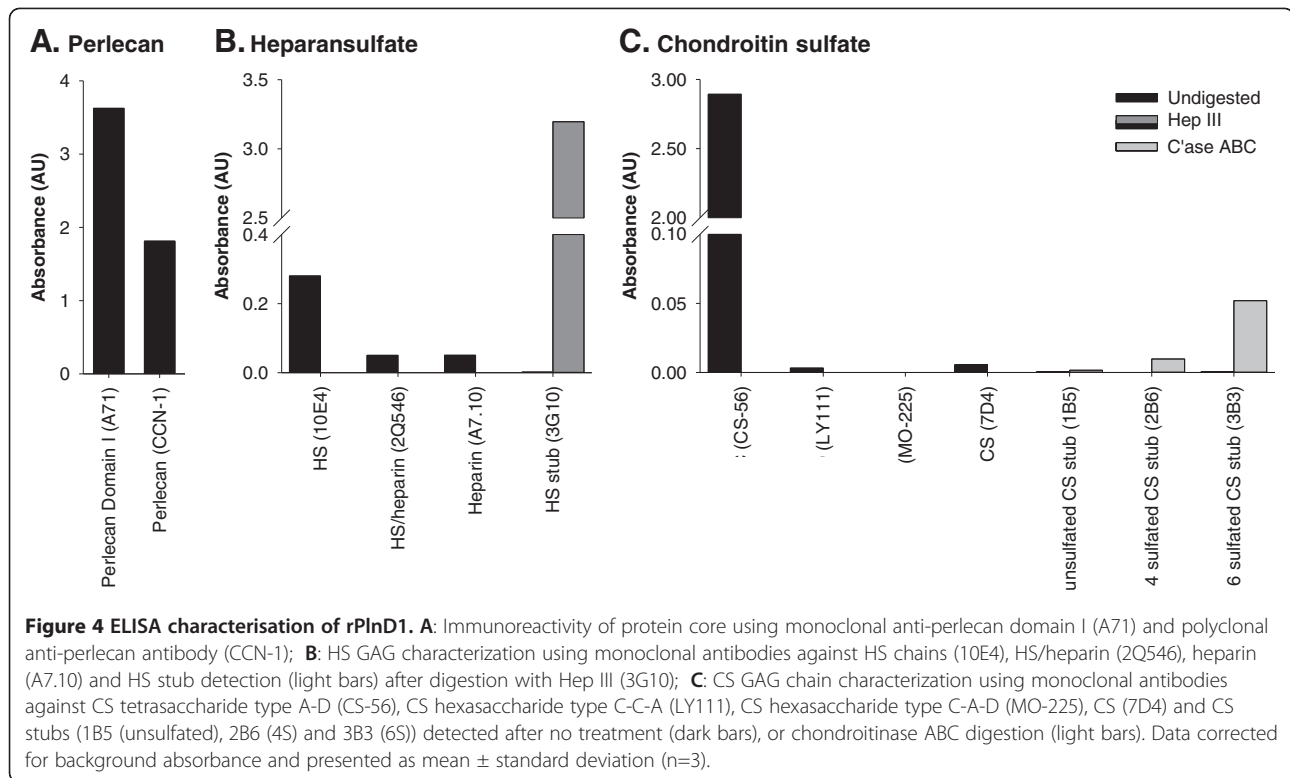 A. Perlecan
B. Heparansulfate
C. Chondroitin sulfate
Absorbance (AU)
4
3
2
1
0
Perlecan Domain I (A71)
Perlecan (CCN-1)
Absorbance (AU)
3.5
3.0
2.5
0.4
0.2
0.0
HS (10E4)
HS/heparin (2Q546)
Heparin (A7.10)
HS stub (3G10)
Absorbance (AU)
3.00
2.50
2.00
0.10
0.05
0.00
(CS-56)
(LY111)
(MO-225)
CS (7D4)
unsulfated CS stub (1B5)
4 sulfated CS stub (2B6)
6 sulfated CS stub (3B3)
Undigested
Hep III
C'ase ABC
Figure 4 ELISA characterisation of rPlnD1. A: Immunoreactivity of protein core using monoclonal anti-perlecan domain I (A71) and polyclonal
anti-perlecan antibody (CCN-1); B: HS GAG characterization using monoclonal antibodies against HS chains (10E4), HS/heparin (2Q546), heparin
(A7.10) and HS stub detection (light bars) after digestion with Hep III (3G10); C: CS GAG chain characterization using monoclonal antibodies
against CS tetrasaccharide type A-D (CS-56), CS hexasaccharide type C-C-A (LY111), CS hexasaccharide type C-A-D (MO-225), CS (7D4) and CS
stubs (1B5 (unsulfated), 2B6 (4S) and 3B3 (6S)) detected after no treatment (dark bars), or chondroitinase ABC digestion (light bars). Data corrected
for background absorbance and presented as mean ± standard deviation (n=3).